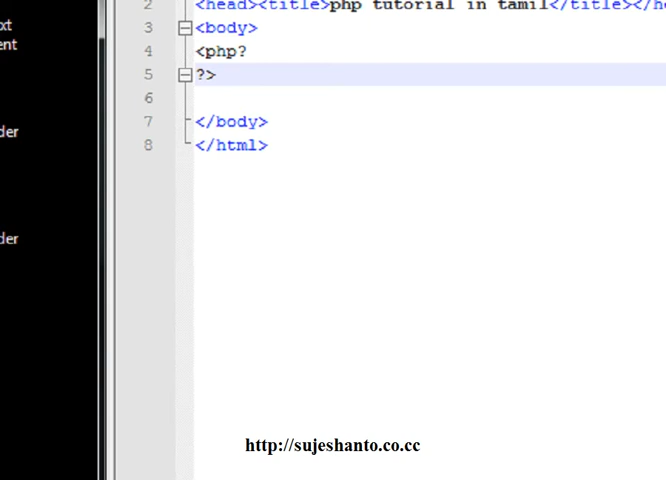 xt
ent
der
der
2 <head><title>php tutorial in tamil</title></he
3 <body>
4 <php?
5 ?>
6
7 </body>
8 </html>
http://sujeshanto.co.cc